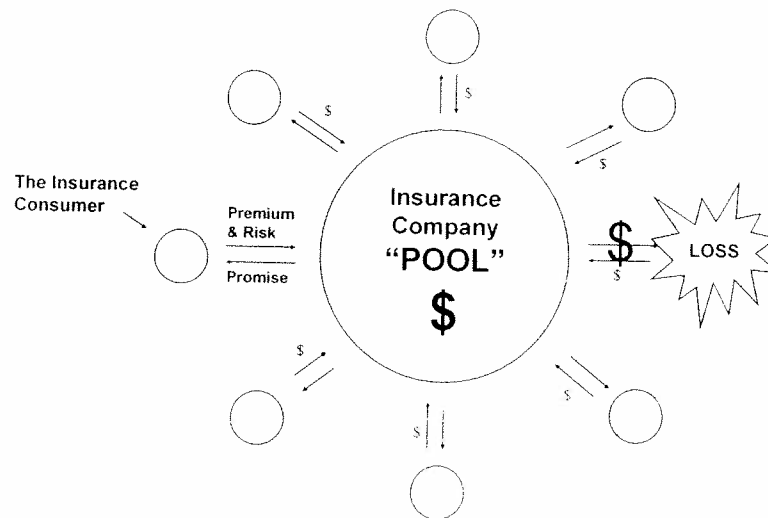 $
$
$
The Insurance
Consumer
Premium
& Risk
Promise
Insurance
Company
“POOL”
$
$
$
LOSS
$
$
$